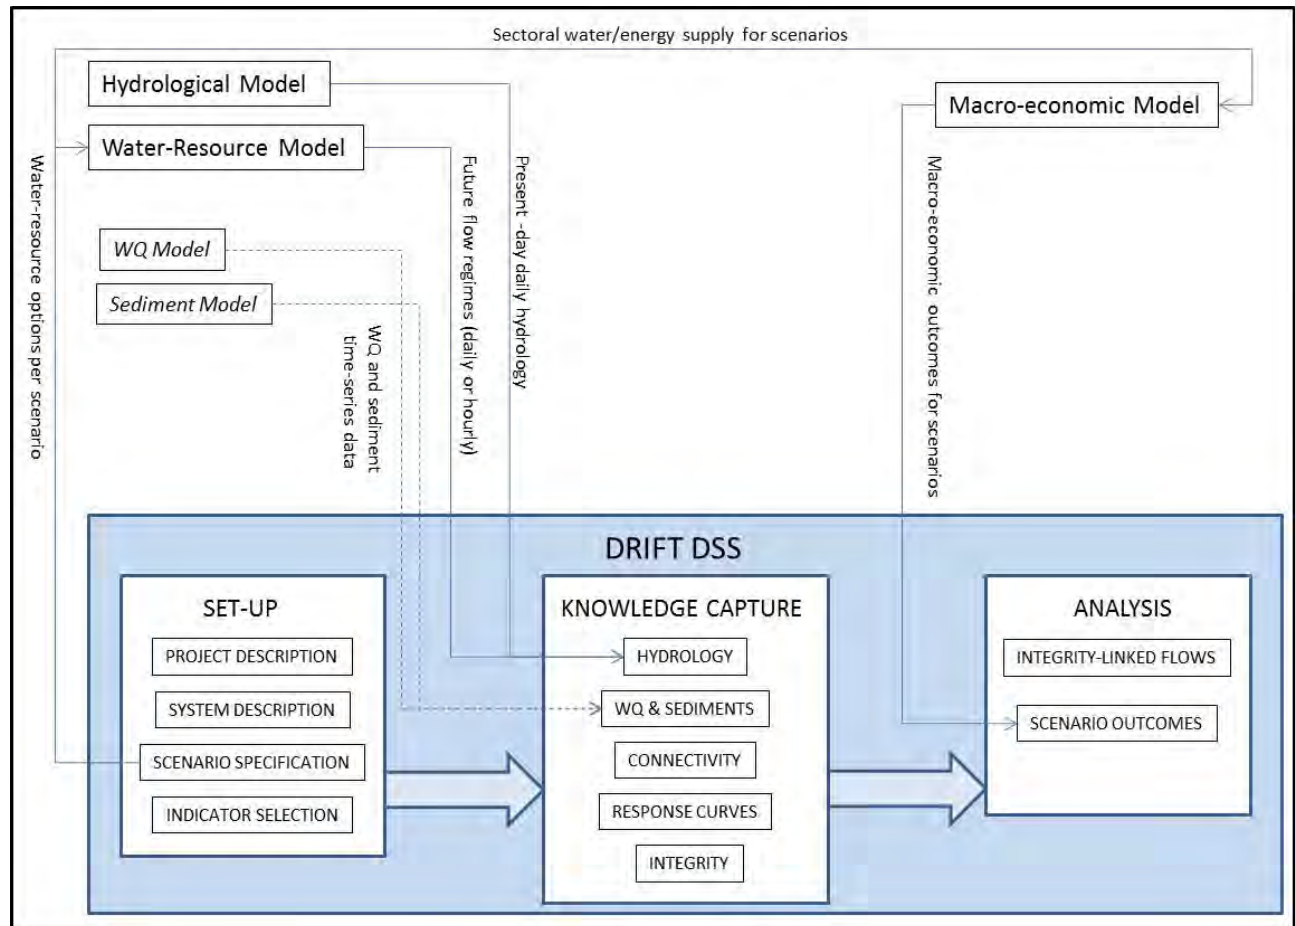 Sectoral water/energy supply for scenarios
Hydrological Model
Macro-economic Model
Water-Resource Model
WQ Model
Sediment Model
Water-resource options per scenario
WQ and sediment
time-series data
Future flow regimes (daily or hourly)
Present -day daily hydrology
Macro-economic outcomes for scenarios
DRIFT DSS
SET-UP
PROJECT DESCRIPTION
SYSTEM DESCRIPTION
SCENARIO SPECIFICATION
INDICATOR SELECTION
KNOWLEDGE CAPTURE
HYDROLOGY
WQ & SEDIMENTS
CONNECTIVITY
RESPONSE CURVES
INTEGRITY
ANALYSIS
INTEGRITY-LINKED FLOWS
SCENARIO OUTCOMES